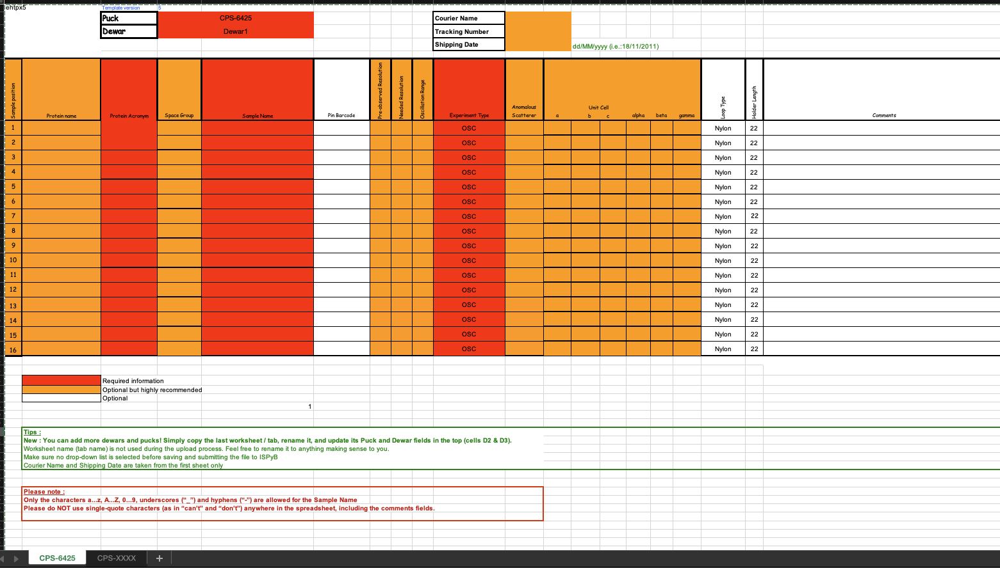 ehtpx5
Template version 5
Puck CPS-6425
Dewar Dewar1
Courier Name
Tracking Number
Shipping Date
dd/MM/yyyy (i.e.:18/11/2011)
Sample position Protein name Protein Acronym Space Group Sample Name Pin Barcode Pre-observed Resolution Needed Resolution Oscillation Range Experiment Type Anomalous Scatterer Unit Cell a b c alpha beta gamma Loop Type Holder Length Comments
1 OSC Nylon 22
2 OSC Nylon 22
3 OSC Nylon 22
4 OSC Nylon 22
5 OSC Nylon 22
6 OSC Nylon 22
7 OSC Nylon 22
8 OSC Nylon 22
9 OSC Nylon 22
10 OSC Nylon 22
11 OSC Nylon 22
12 OSC Nylon 22
13 OSC Nylon 22
14 OSC Nylon 22
15 OSC Nylon 22
16 OSC Nylon 22
Required information
Optional but highly recommended
Optional
1
Tips :
New : You can add more dewars and pucks! Simply copy the last worksheet / tab, rename it, and update its Puck and Dewar fields in the top (cells D2 & D3).
Worksheet name (tab name) is not used during the upload process. Feel free to rename it to anything making sense to you.
Make sure no drop-down list is selected before saving and submitting the file to ISPyB
Courier Name and Shipping Date are taken from the first sheet only
Please note :
Only the characters a...z, A...Z, 0...9, underscores (“_”) and hyphens (“-”) are allowed for the Sample Name
Please do NOT use single-quote characters (as in “can’t” and “don’t”) anywhere in the spreadsheet, including the comments fields.
CPS-6425 CPS-XXXX +